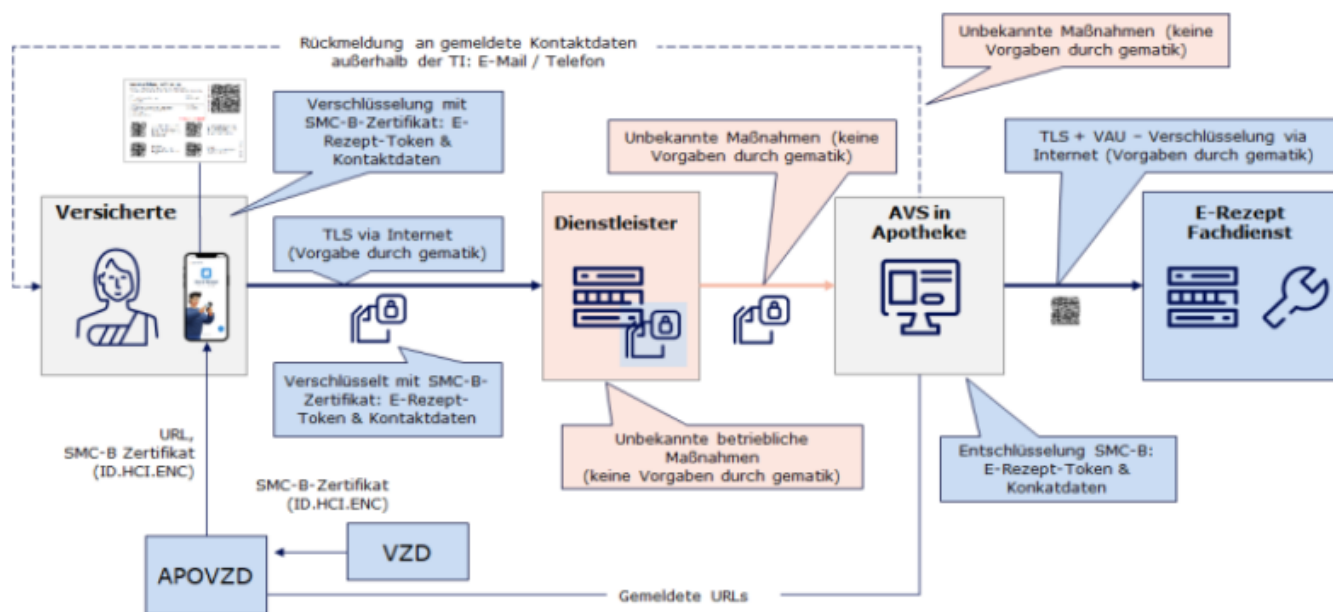 Rückmeldung an gemeldete Kontaktdaten
außerhalb der TI: E-Mail / Telefon
Unbekannte Maßnahmen (keine
Vorgaben durch gematik)
Verschlüsselung mit
SMC-B-Zertifikat: E-
Rezept-Token &
Kontaktdaten
Unbekannte Maßnahmen (keine
Vorgaben durch gematik)
TLS + VAU – Verschlüsselung via
Internet (Vorgaben durch gematik)
Versicherte
TLS via Internet
(Vorgabe durch gematik)
Dienstleister
AVS in
Apotheke
E-Rezept
Fachdienst
Verschlüsselt mit SMC-B-
Zertifikat: E-Rezept-
Token & Kontaktdaten
Unbekannte betriebliche
Maßnahmen
(keine Vorgaben durch gematik)
Entschlüsselung SMC-B:
E-Rezept-Token &
Konkatdaten
URL,
SMC-B Zertifikat
(ID.HCI.ENC)
SMC-B-Zertifikat
(ID.HCI.ENC)
APOVZD
VZD
Gemeldete URLs